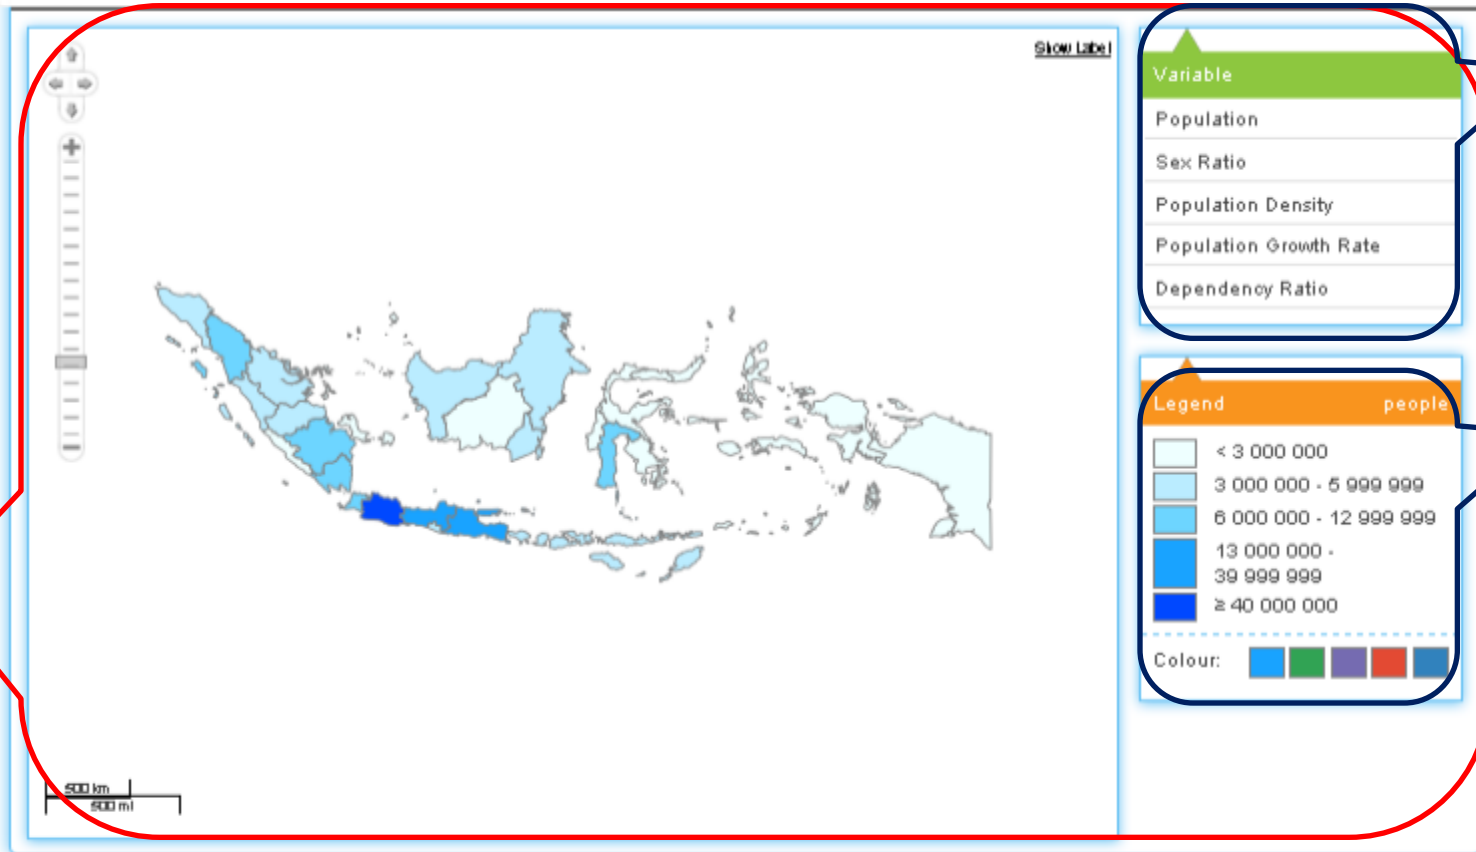 Show Label
Variable
Population
Sex Ratio
Population Density
Population Growth Rate
Dependency Ratio
Legend people
< 3 000 000
3 000 000 - 5 999 999
6 000 000 - 12 999 999
13 000 000 -
39 999 999
≥ 40 000 000
Colour:
500 km
500 mi